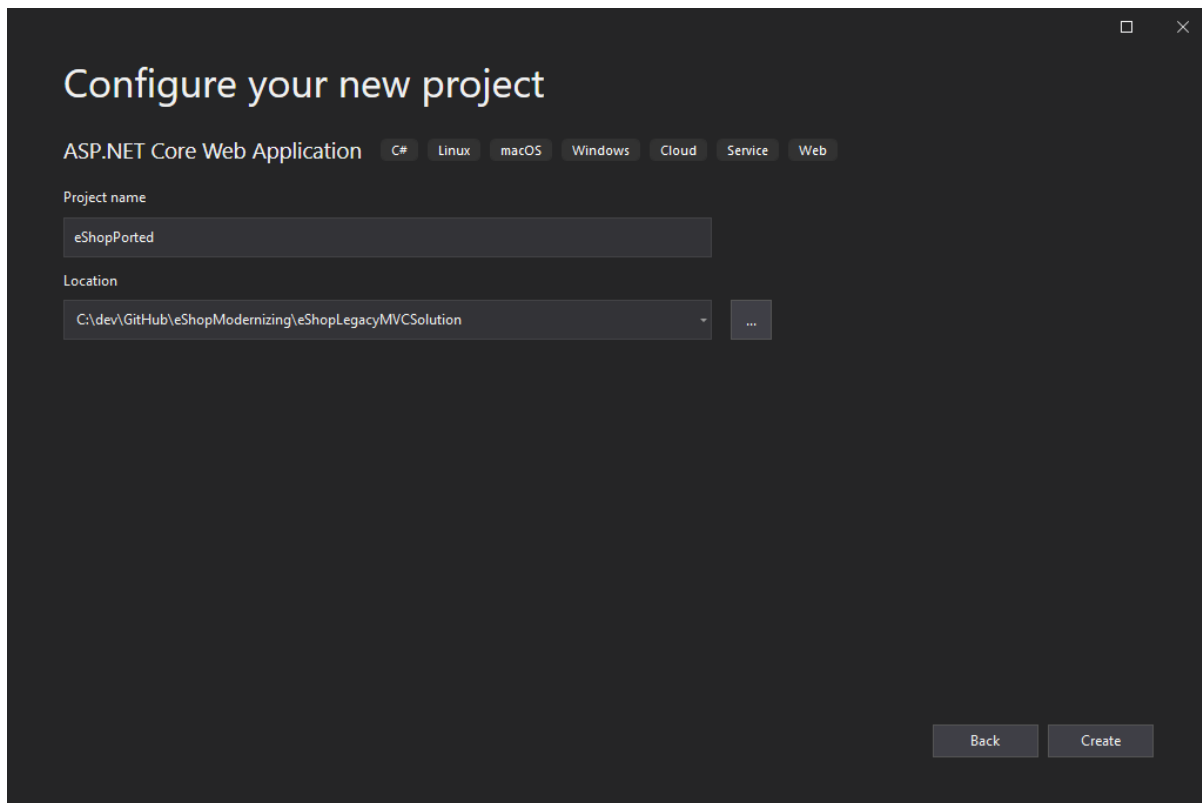 Configure your new project
ASP.NET Core Web Application C# Linux macOS Windows Cloud Service Web
Project name
eShopPorted
Location
C:\dev\GitHub\eShopModernizing\eShopLegacyMVCSolution ...
Back Create